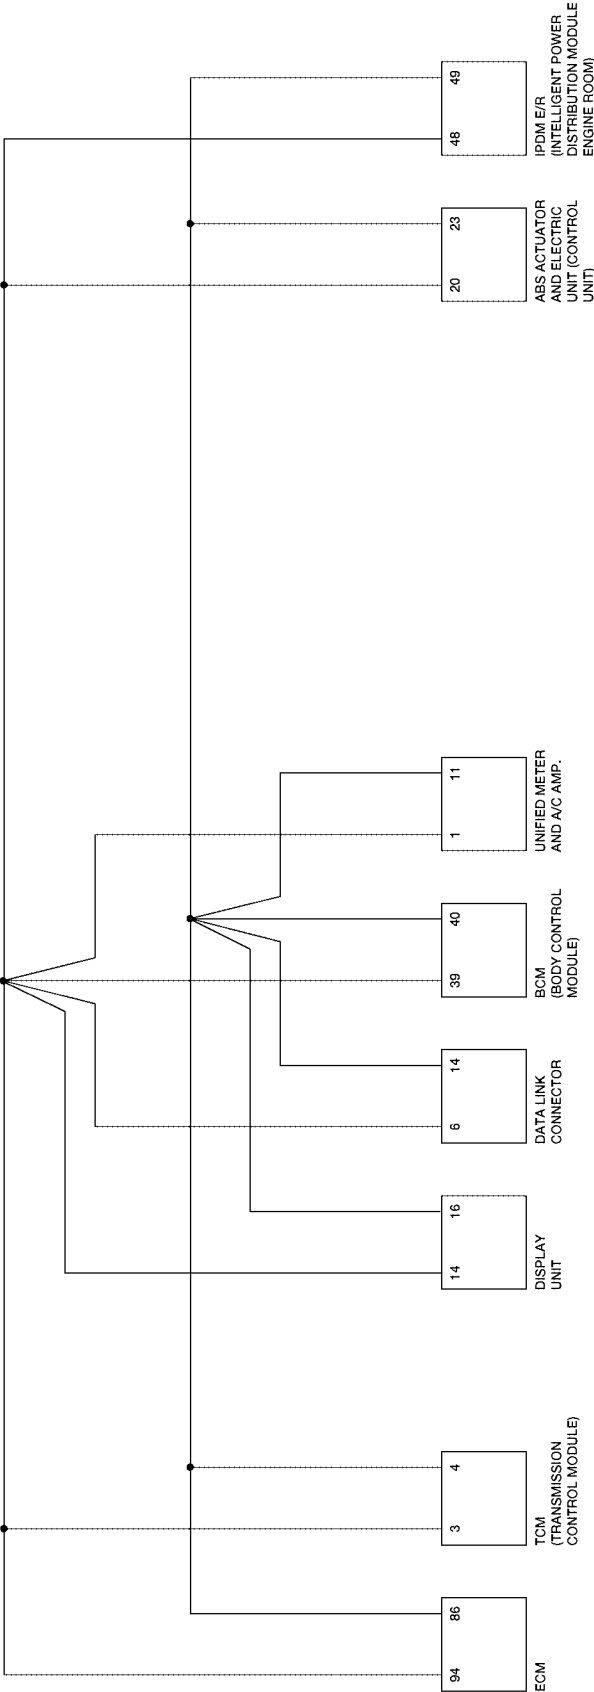 94
86
ECM
3
4
TCM
(TRANSMISSION
CONTROL MODULE)
14
16
DISPLAY
UNIT
6
14
DATA LINK
CONNECTOR
39
40
BCM
(BODY CONTROL
MODULE)
1
11
UNIFIED METER
AND A/C AMP.
20
23
ABS ACTUATOR
AND ELECTRIC
UNIT (CONTROL
UNIT)
48
49
IPDM E/R
(INTELLIGENT POWER
DISTRIBUTION MODULE
ENGINE ROOM)